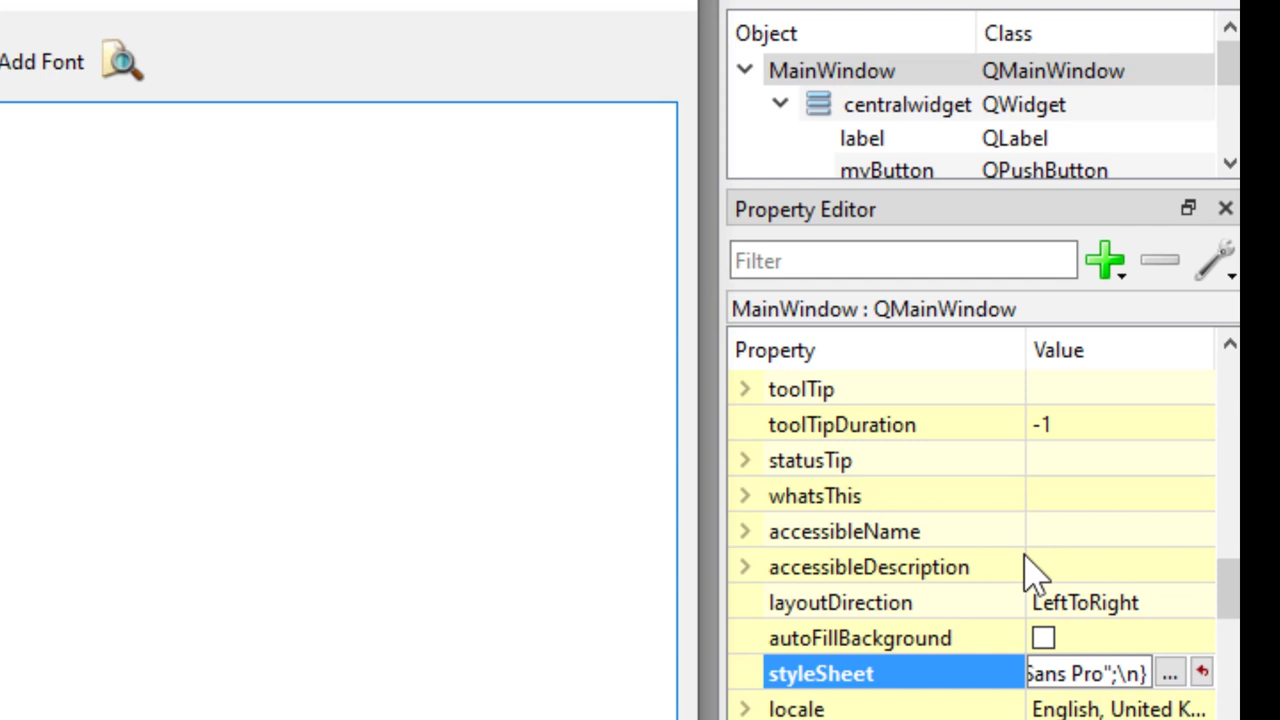 Add Font
Object Class
MainWindow QMainWindow
centralwidget QWidget
label QLabel
myButton QPushButton
Property Editor
Filter
MainWindow : QMainWindow
Property Value
toolTip
toolTipDuration -1
statusTip
whatsThis
accessibleName
accessibleDescription
layoutDirection LeftToRight
autoFillBackground
styleSheet Sans Pro";\n} ...
locale English, United K...